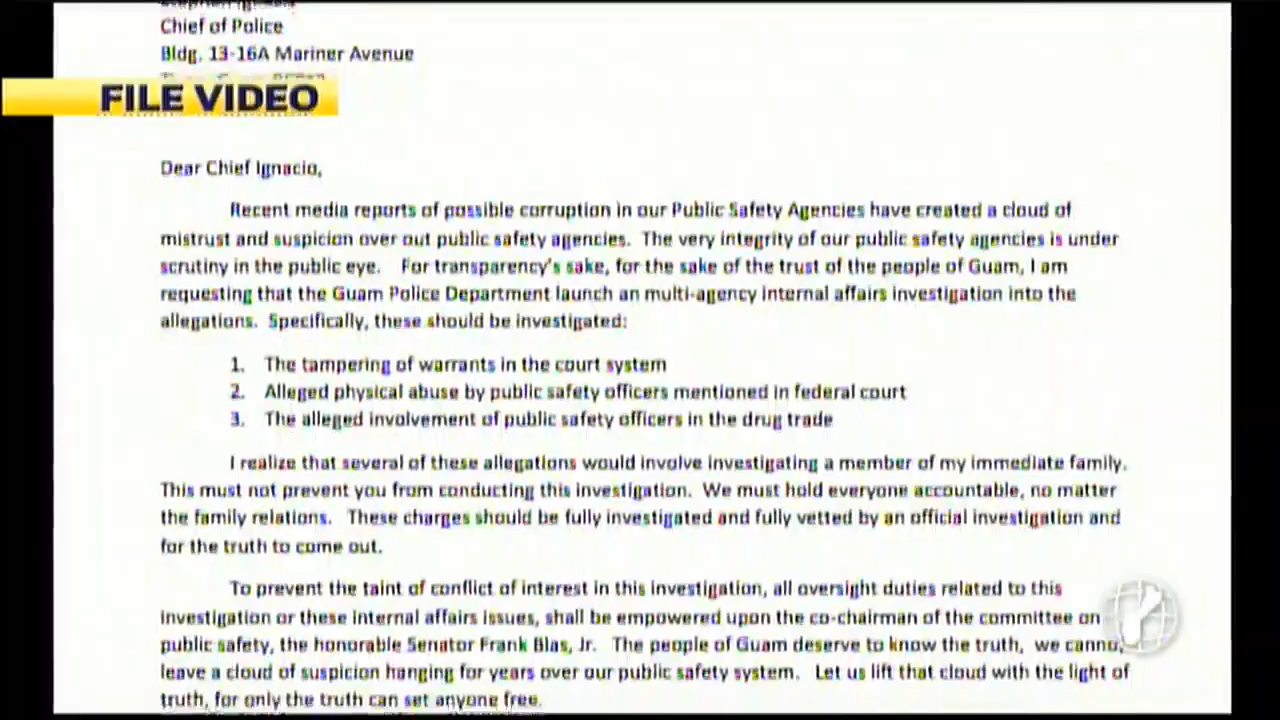 Chief of Police
Bldg. 13-16A Mariner Avenue
FILE VIDEO
Dear Chief Ignacio,
Recent media reports of possible corruption in our Public Safety Agencies have created a cloud of
mistrust and suspicion over out public safety agencies. The very integrity of our public safety agencies is under
scrutiny in the public eye. For transparency's sake, for the sake of the trust of the people of Guam, I am
requesting that the Guam Police Department launch an multi-agency internal affairs investigation into the
allegations. Specifically, these should be investigated:
1. The tampering of warrants in the court system
2. Alleged physical abuse by public safety officers mentioned in federal court
3. The alleged involvement of public safety officers in the drug trade
I realize that several of these allegations would involve investigating a member of my immediate family.
This must not prevent you from conducting this investigation. We must hold everyone accountable, no matter
the family relations. These charges should be fully investigated and fully vetted by an official investigation and
for the truth to come out.
To prevent the taint of conflict of interest in this investigation, all oversight duties related to this
investigation or these internal affairs issues, shall be empowered upon the co-chairman of the committee on
public safety, the honorable Senator Frank Blas, Jr. The people of Guam deserve to know the truth, we canno,
leave a cloud of suspicion hanging for years over our public safety system. Let us lift that cloud with the light of
truth, for only the truth can set anyone free.